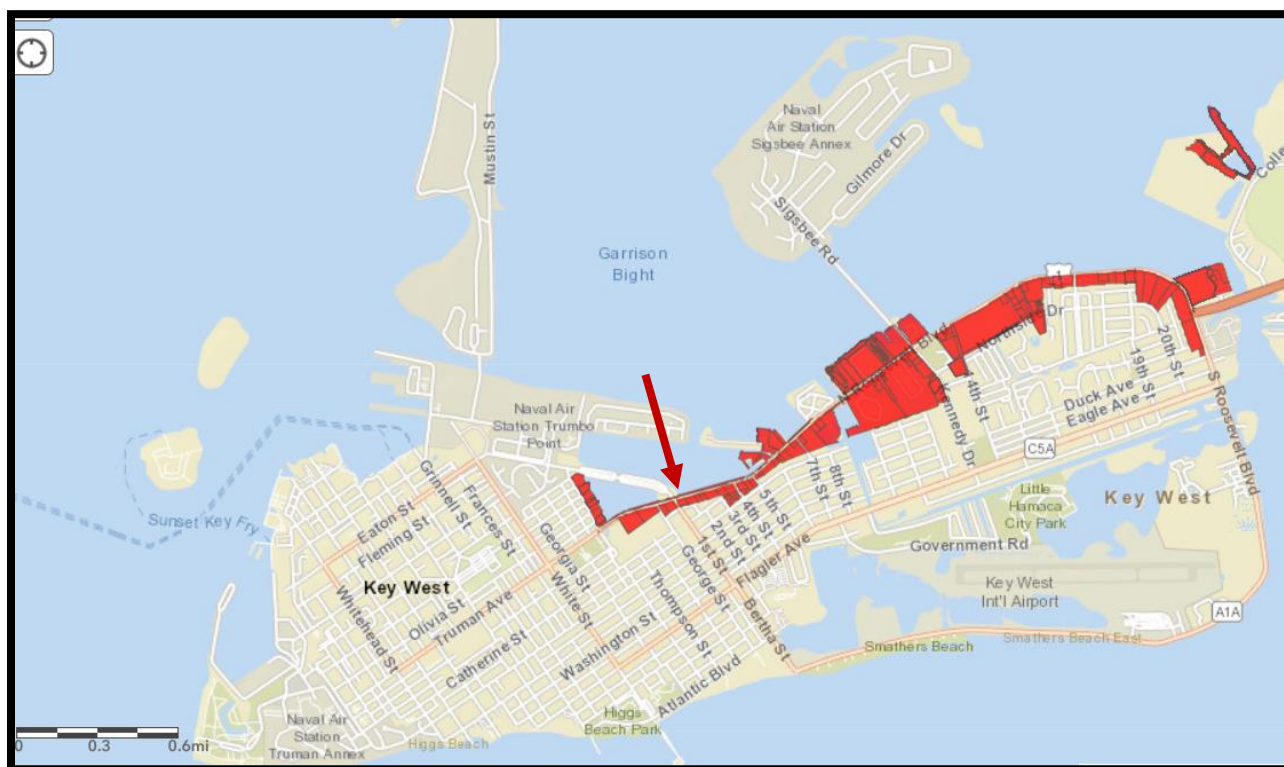 Mustin St
Naval
Air Station
Sigsbee Annex
Gilmore Dr
Sigsbee Rd
Garrison
Bight
1
Northside Dr
Blvd
20th St
19th St
14th St
Kennedy Dr
Duck Ave
Eagle Ave
S Roosevelt Blvd
C5A
Naval Air
Station Trumbo
Point
8th St
7th St
5th St
4th St
3rd St
2nd St
1st St
Little
Hamaca
City Park
Key West
Grinnell St
Frances St
Sunset Key Fry
Eaton St
Fleming St
Georgia St
White St
George St
Flagler Ave
Government Rd
Key West
Int'l Airport
A1A
Key West
Whitehead St
Olivia St
Truman Ave
Catherine St
Washington St
Thompson St
Bertha St
Atlantic Blvd
Smathers Beach
Smathers Beach East
Higgs
Beach Park
Higgs Beach
Naval Air
Station
Truman Annex
0 0.3 0.6mi